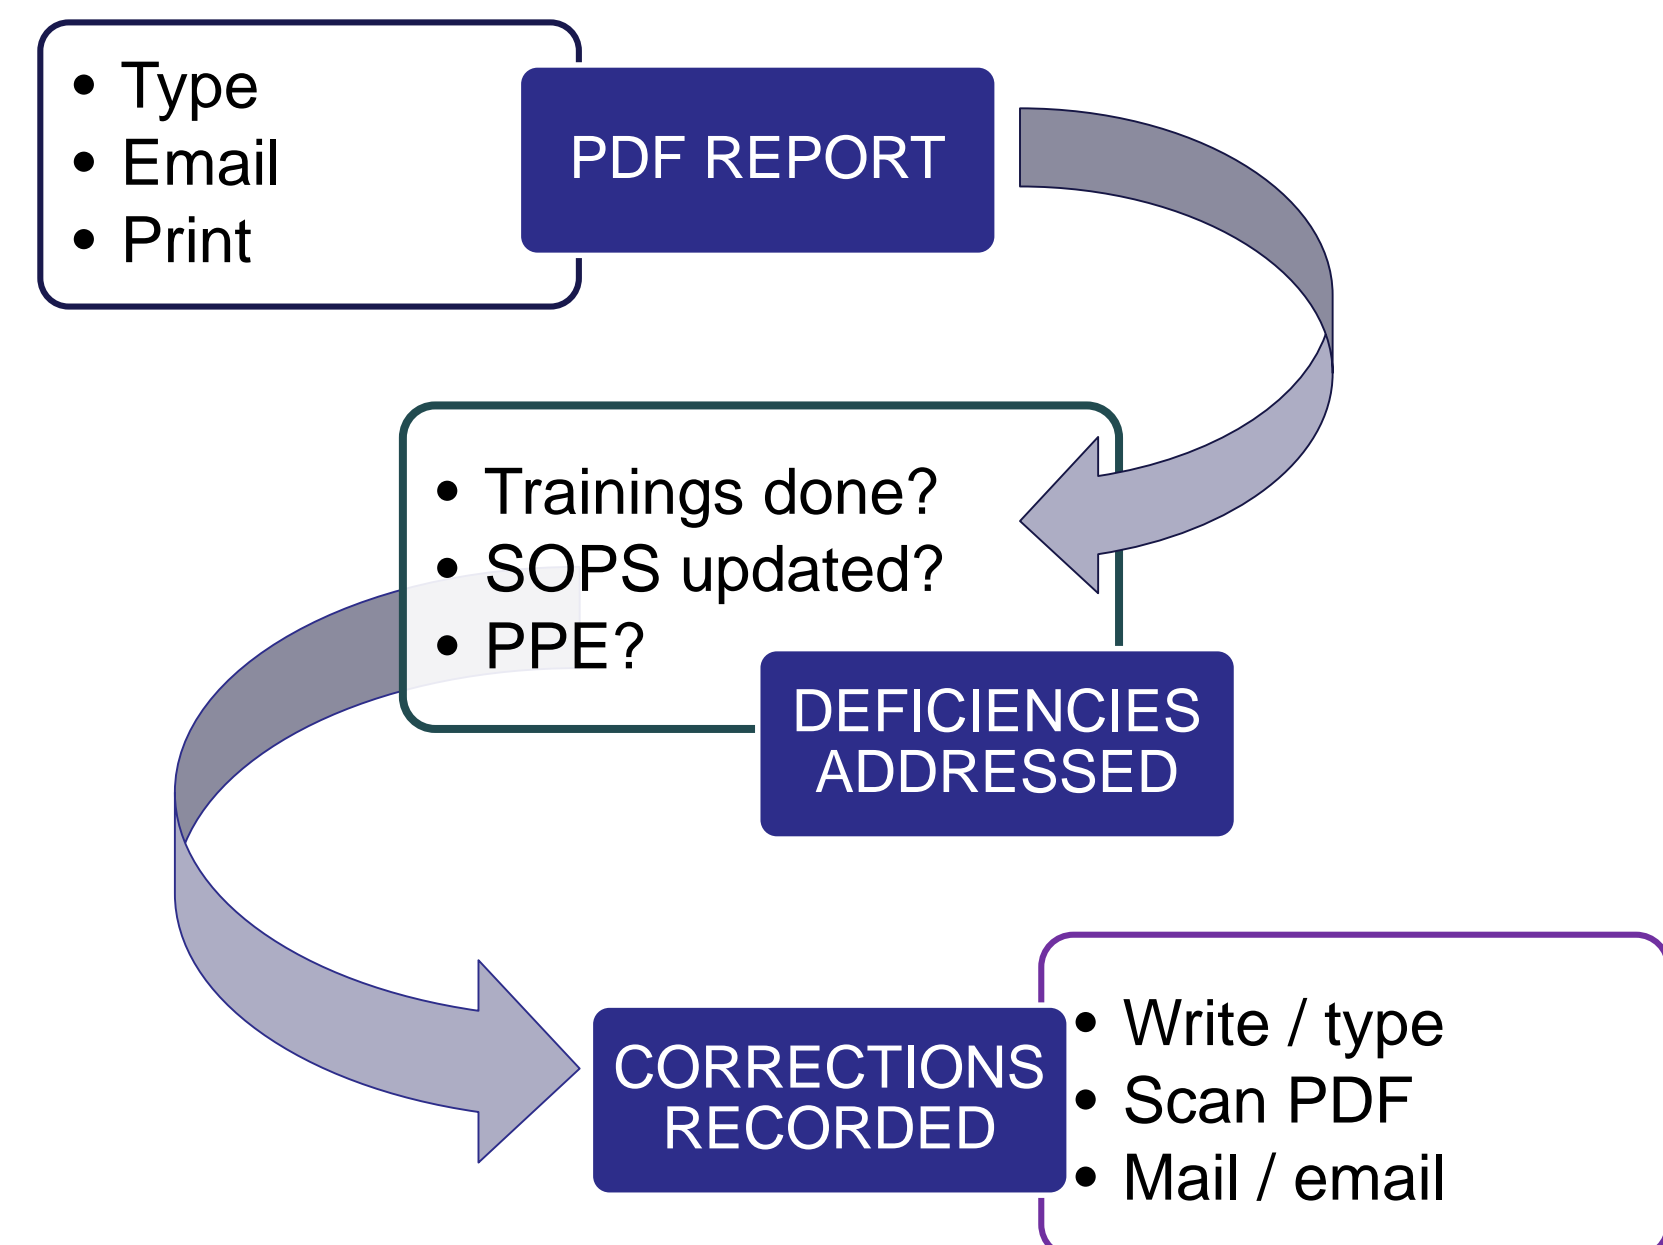 • Type
• Email
• Print
PDF REPORT
• Trainings done?
• SOPS updated?
• PPE?
DEFICIENCIES
ADDRESSED
CORRECTIONS
RECORDED
• Write / type
• Scan PDF
• Mail / email